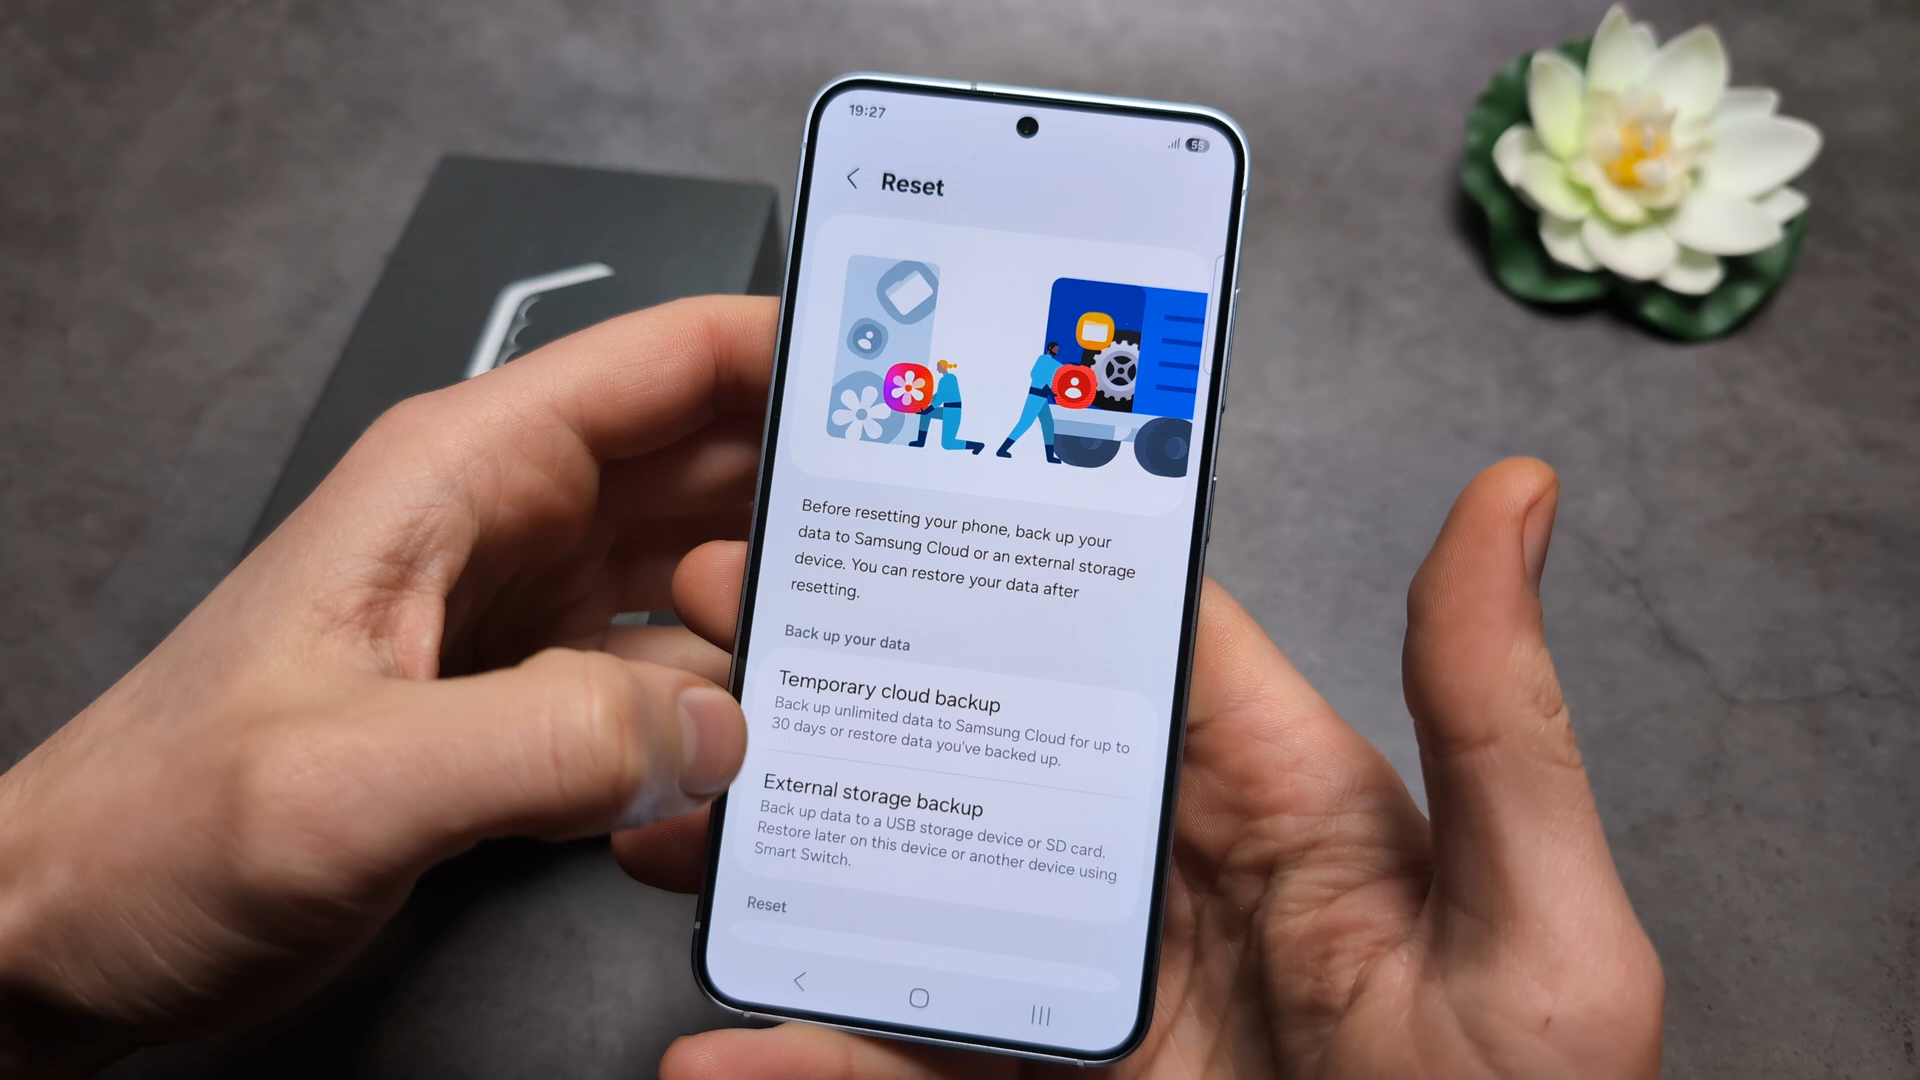 19:27
55
Reset
Before resetting your phone, back up your
data to Samsung Cloud or an external storage
device. You can restore your data after
resetting.
Back up your data
Temporary cloud backup
Back up unlimited data to Samsung Cloud for up to
30 days or restore data you've backed up.
External storage backup
Back up data to a USB storage device or SD card.
Restore later on this device or another device using
Smart Switch.
Reset